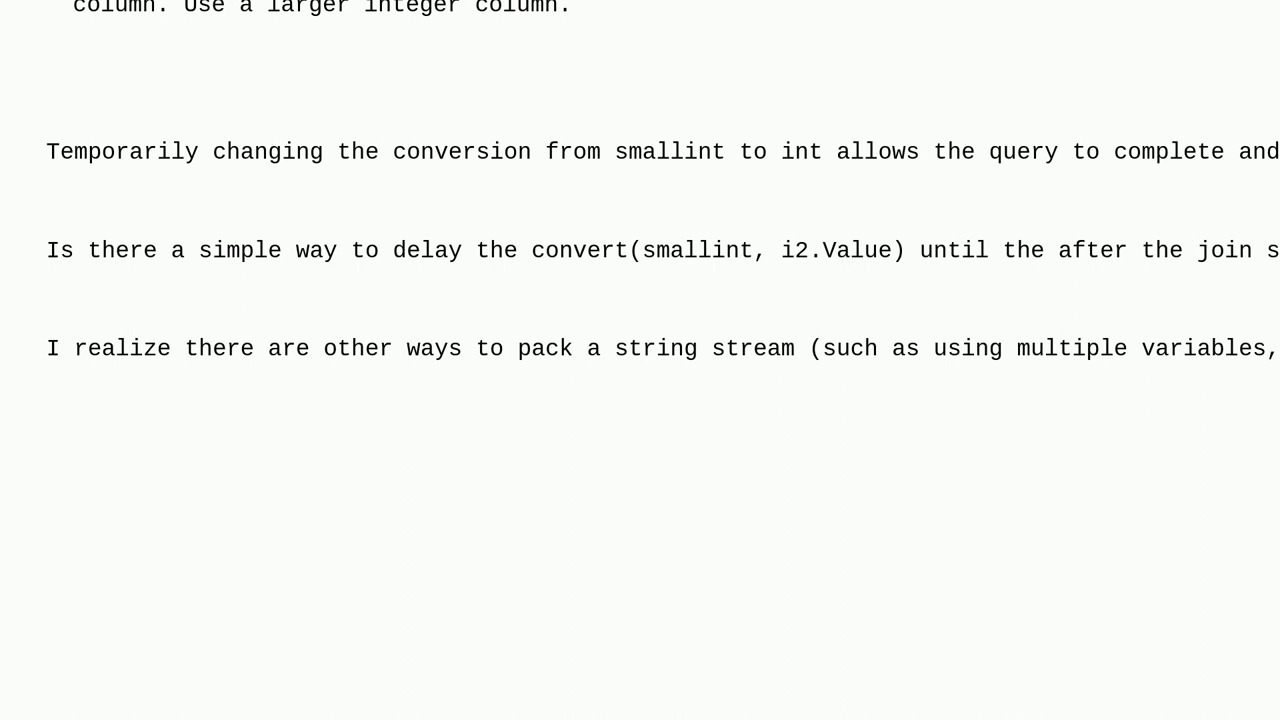 column. Use a larger integer column.
Temporarily changing the conversion from smallint to int allows the query to complete and
Is there a simple way to delay the convert(smallint, i2.Value) until the after the join s
I realize there are other ways to pack a string stream (such as using multiple variables,